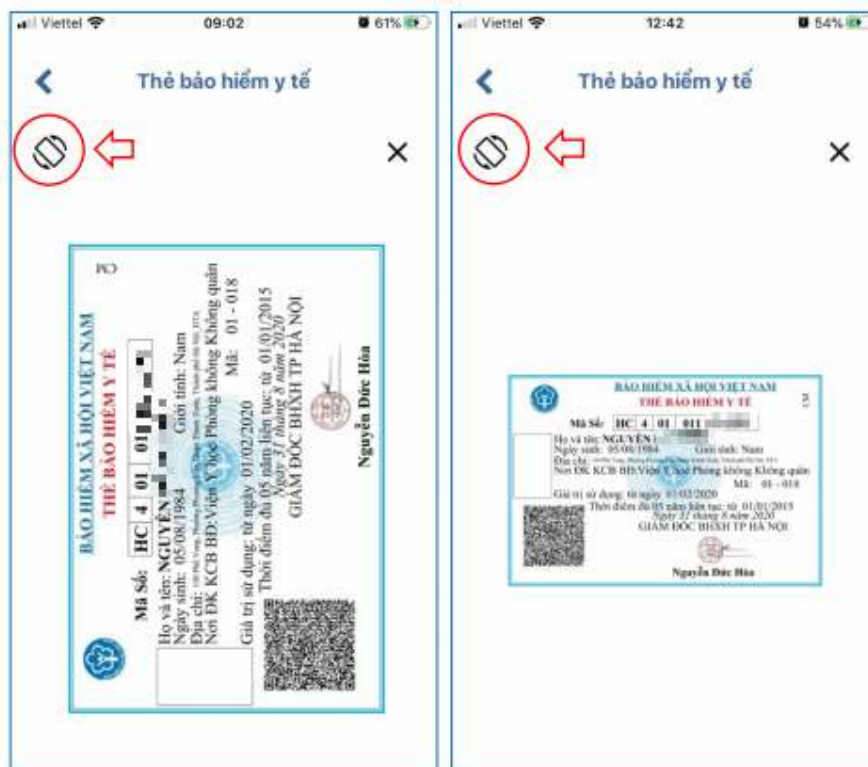 Viettel 09:02 61%
Thẻ bảo hiểm y tế
BẢO HIỂM XÃ HỘI VIỆT NAM
CM
THẺ BẢO HIỂM Y TẾ
Mã Số: HC 4 01 01
Họ và tên: NGUYỄN
Ngày sinh: 05/08/1984 Giới tính: Nam
Địa chỉ:
Nơi ĐK KCB BĐ: Viện Y học Phòng không Không quân
Mã: 01 - 018
Giá trị sử dụng: từ ngày 01/02/2020
Thời điểm đủ 05 năm liên tục: từ 01/01/2015
Ngày 31 tháng 8 năm 2020
GIÁM ĐỐC BHXH TP HÀ NỘI
Nguyễn Đức Hòa
Viettel 12:42 54%
Thẻ bảo hiểm y tế
BẢO HIỂM XÃ HỘI VIỆT NAM
CM
THẺ BẢO HIỂM Y TẾ
Mã Số: HC 4 01 011
Họ và tên: NGUYỄN
Ngày sinh: 05/08/1984 Giới tính: Nam
Địa chỉ:
Nơi ĐK KCB BĐ: Viện Y học Phòng không Không quân
Mã: 01 - 018
Giá trị sử dụng: từ ngày 01/02/2020
Thời điểm đủ 05 năm liên tục: từ 01/01/2015
Ngày 31 tháng 8 năm 2020
GIÁM ĐỐC BHXH TP HÀ NỘI
Nguyễn Đức Hòa